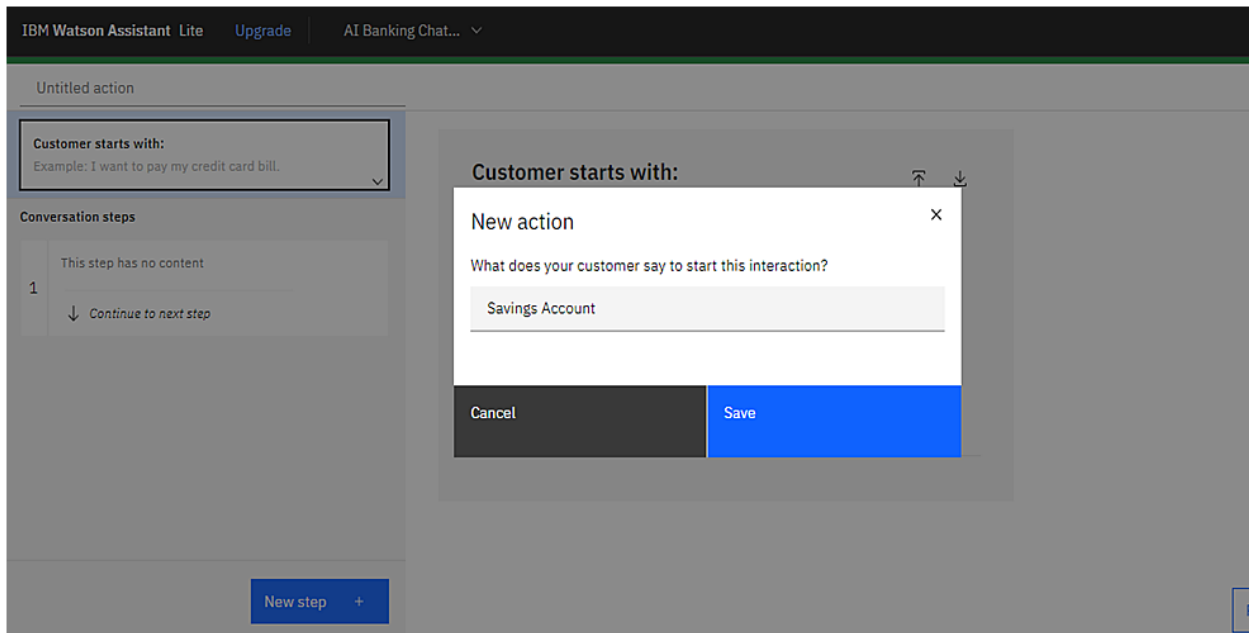 IBM Watson Assistant Lite Upgrade AI Banking Chat...
Untitled action
Customer starts with:
Example: I want to pay my credit card bill.
Conversation steps
1
This step has no content
Continue to next step
New step +
Customer starts with:
New action
What does your customer say to start this interaction?
Savings Account
Cancel Save